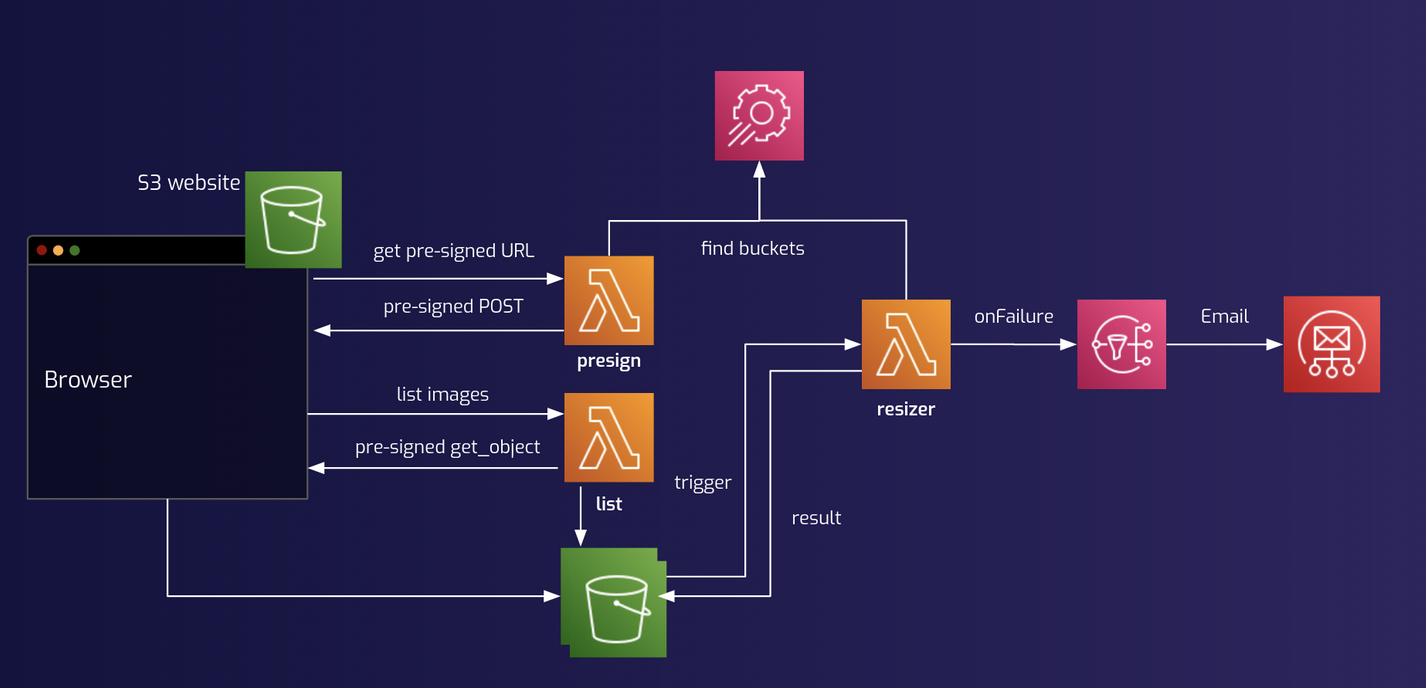 S3 website
get pre-signed URL
find buckets
pre-signed POST
onFailure
Email
presign
Browser
list images
resizer
pre-signed get_object
trigger
list
result